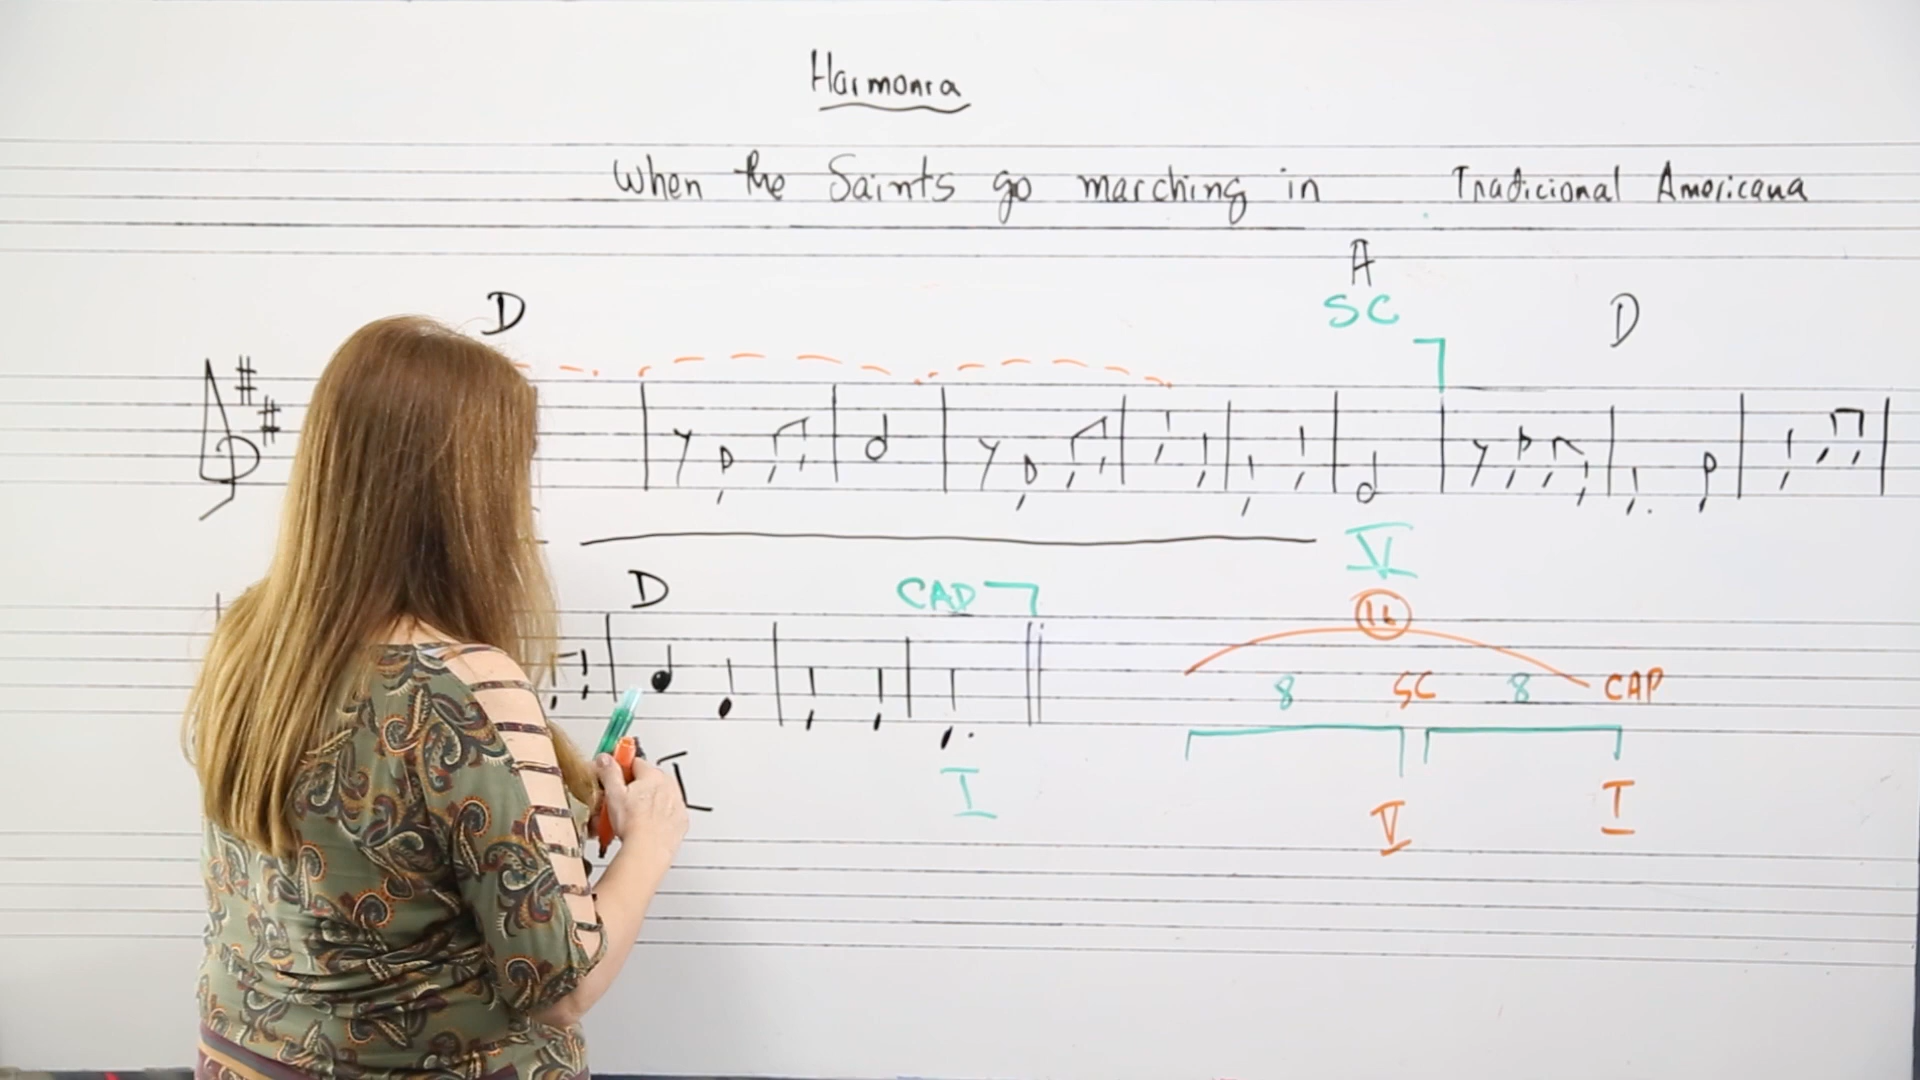 Harmonia
When the Saints go marching in Tradicional Americana
A
D SC D
V
D CAD 16
8 SC 8 CAP
I I V I